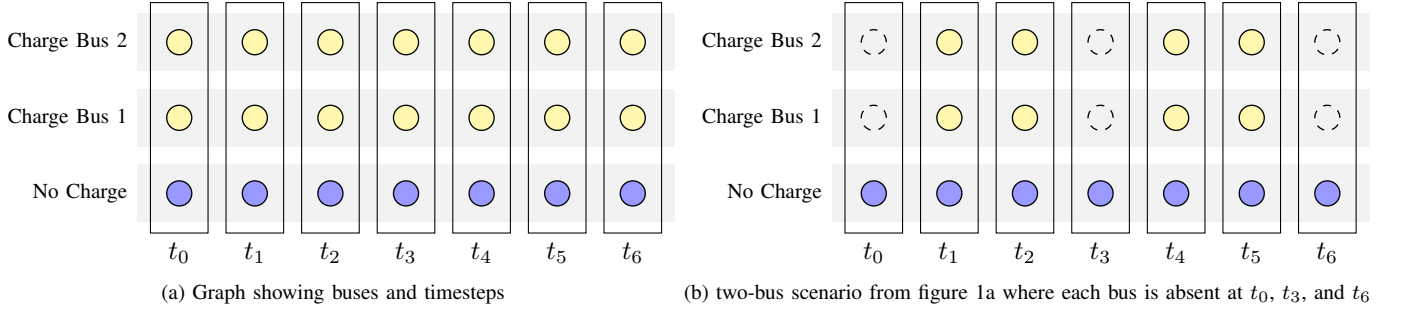 Charge Bus 2
Charge Bus 1
No Charge
t0 t1 t2 t3 t4 t5 t6
(a) Graph showing buses and timesteps
Charge Bus 2
Charge Bus 1
No Charge
t0 t1 t2 t3 t4 t5 t6
(b) two-bus scenario from figure 1a where each bus is absent at t0, t3, and t6